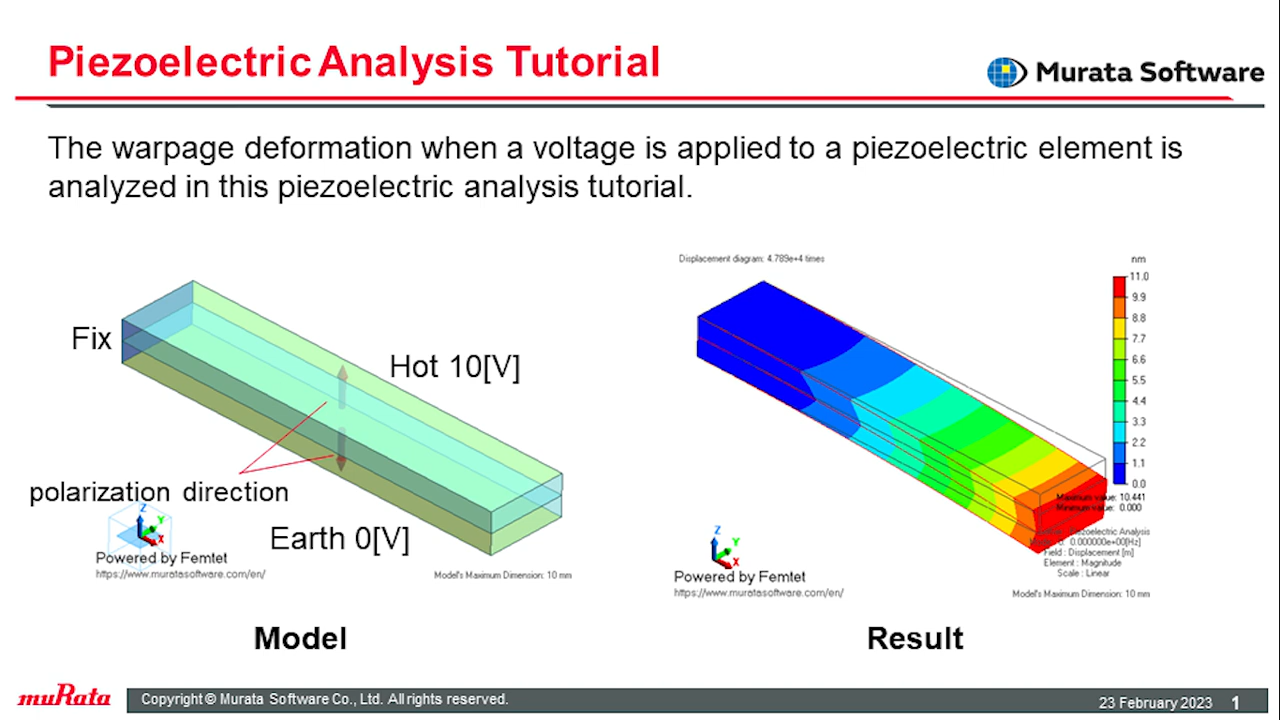 Piezoelectric Analysis Tutorial
Murata Software
The warpage deformation when a voltage is applied to a piezoelectric element is
analyzed in this piezoelectric analysis tutorial.
Fix
Hot 10[V]
polarization direction
Earth 0[V]
Z
Y
X
Powered by Femtet
https://www.muratasoftware.com/en/
Model's Maximum Dimension: 10 mm
Model
Displacement diagram: 4.789e+4 times
nm
11.0
9.9
8.8
7.7
6.6
5.5
4.4
3.3
2.2
1.1
0.0
Maximum value: 10.441
Minimum value: 0.000
Piezoelectric Analysis
0: 0.000000e+00[Hz]
Field : Displacement [m]
Element : Magnitude
Scale : Linear
Z
Y
X
Powered by Femtet
https://www.muratasoftware.com/en/
Model's Maximum Dimension: 10 mm
Result
muRata
Copyright © Murata Software Co., Ltd. All rights reserved.
23 February 2023
1